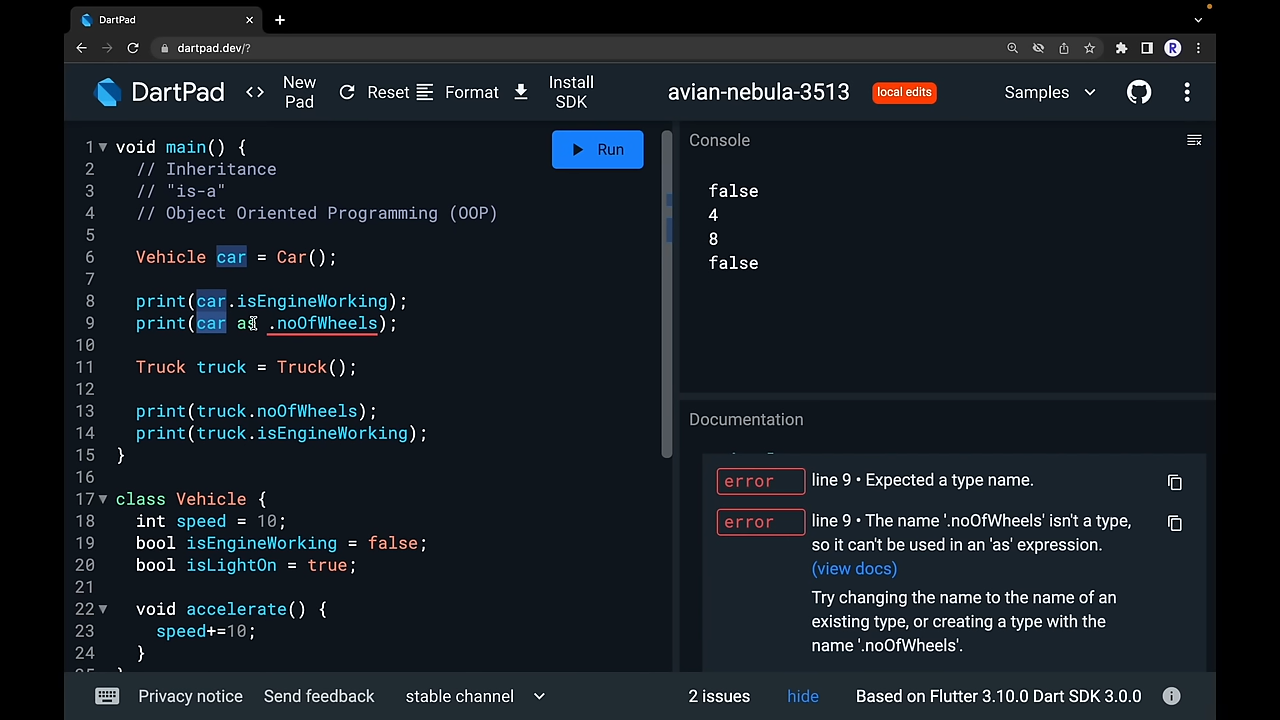 DartPad
dartpad.dev/?
R
DartPad
<> New Pad
Reset
Format
Install SDK
avian-nebula-3513
local edits
Samples
1 void main() {
2 // Inheritance
3 // "is-a"
4 // Object Oriented Programming (OOP)
5
6 Vehicle car = Car();
7
8 print(car.isEngineWorking);
9 print(car as .noOfWheels);
10
11 Truck truck = Truck();
12
13 print(truck.noOfWheels);
14 print(truck.isEngineWorking);
15 }
16
17 class Vehicle {
18 int speed = 10;
19 bool isEngineWorking = false;
20 bool isLightOn = true;
21
22 void accelerate() {
23 speed+=10;
24 }
Run
Console
false
4
8
false
Documentation
error line 9 • Expected a type name.
error line 9 • The name '.noOfWheels' isn't a type,
so it can't be used in an 'as' expression.
(view docs)
Try changing the name to the name of an
existing type, or creating a type with the
name '.noOfWheels'.
Privacy notice
Send feedback
stable channel
2 issues
hide
Based on Flutter 3.10.0 Dart SDK 3.0.0